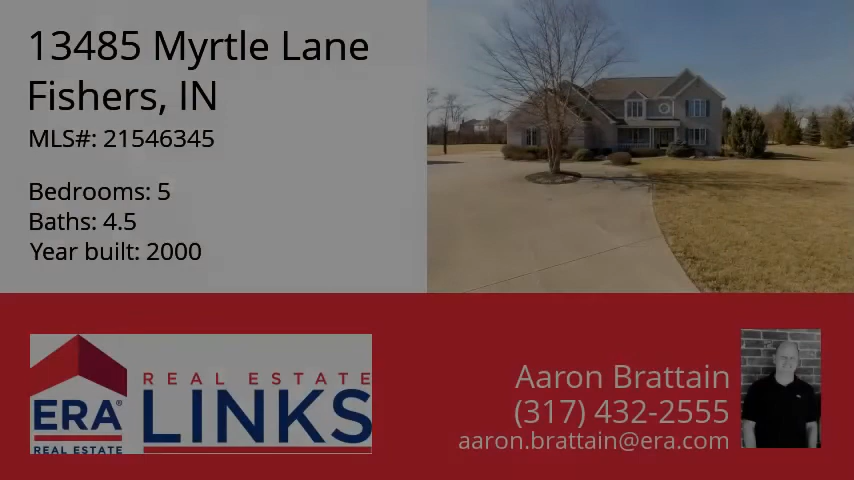 13485 Myrtle Lane
Fishers, IN
MLS#: 21546345
Bedrooms: 5
Baths: 4.5
Year built: 2000
ERA®
REAL ESTATE
REAL ESTATE
LINKS
Aaron Brattain
(317) 432-2555
aaron.brattain@era.com